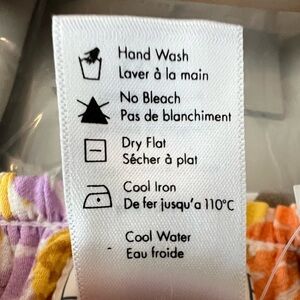 Hand Wash
Laver à la main
No Bleach
Pas de blanchiment
Dry Flat
Sécher à plat
Cool Iron
De fer jusqu'a 110°C
Cool Water
Eau froide